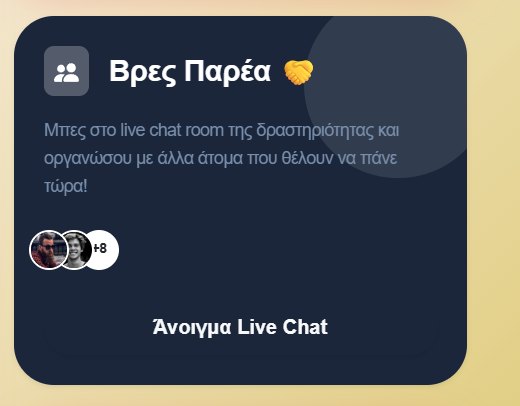 Βρες Παρέα 🤝
Μπες στο live chat room της δραστηριότητας και
οργανώσου με άλλα άτομα που θέλουν να πάνε
τώρα!
+8
Άνοιγμα Live Chat